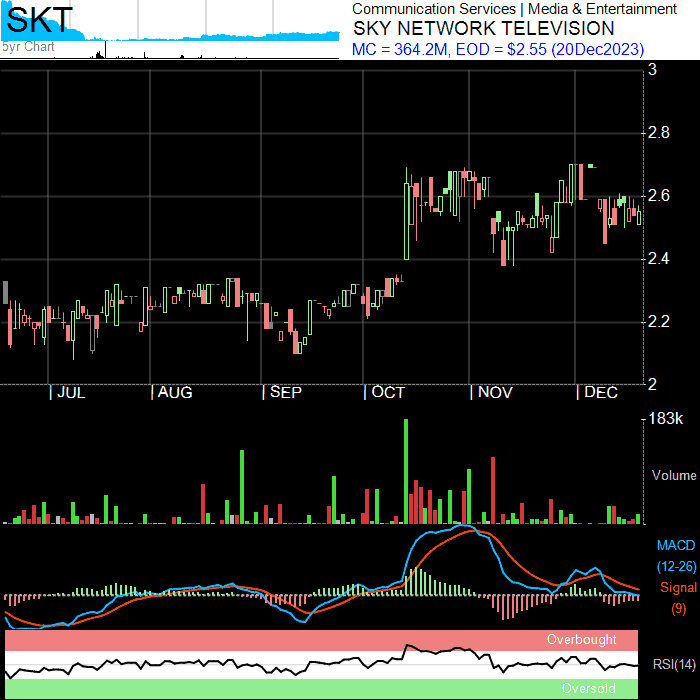 SKT
5yr Chart
Communication Services | Media & Entertainment
SKY NETWORK TELEVISION
MC = 364.2M, EOD = $2.55 (20Dec2023)
3
2.8
2.6
2.4
2.2
2
| JUL | AUG | SEP | OCT | NOV | DEC
183k
Volume
MACD
(12-26)
Signal
(9)
Overbought
RSI(14)
Oversold